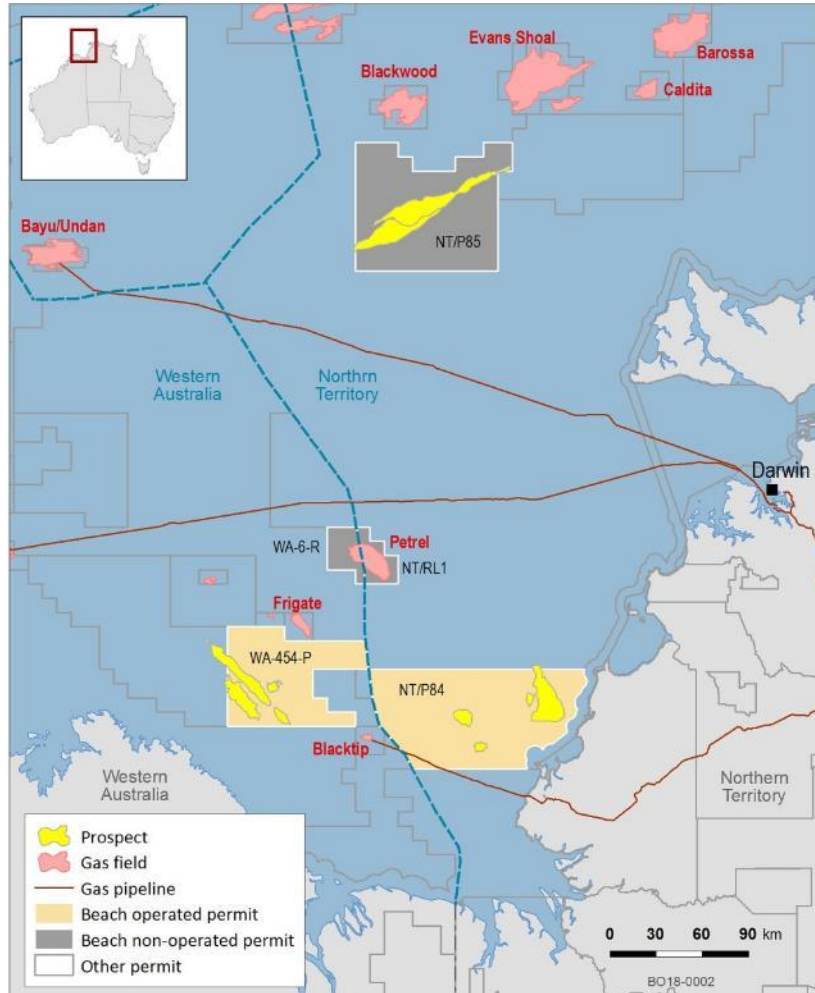 Evans Shoal
Barossa
Blackwood
Caldita
NT/P85
Bayu/Undan
Western
Australia
Northrn
Territory
Darwin
WA-6-R
Petrel
NT/RL1
Frigate
WA-454-P
NT/P84
Blacktip
Western
Australia
Northern
Territory
Prospect
Gas field
Gas pipeline
Beach operated permit
Beach non-operated permit
Other permit
0 30 60 90 km
BO18-0002